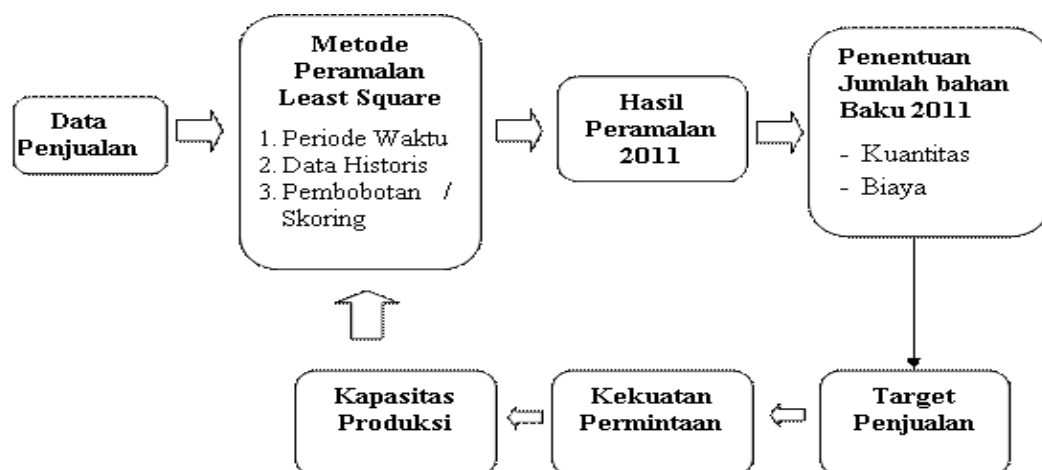 Data
Penjualan
Metode
Peramalan
Least Square
1. Periode Waktu
2. Data Historis
3. Pembobotan /
Skoring
Hasil
Peramalan
2011
Penentuan
Jumlah bahan
Baku 2011
- Kuantitas
- Biaya
Target
Penjualan
Kekuatan
Permintaan
Kapasitas
Produksi